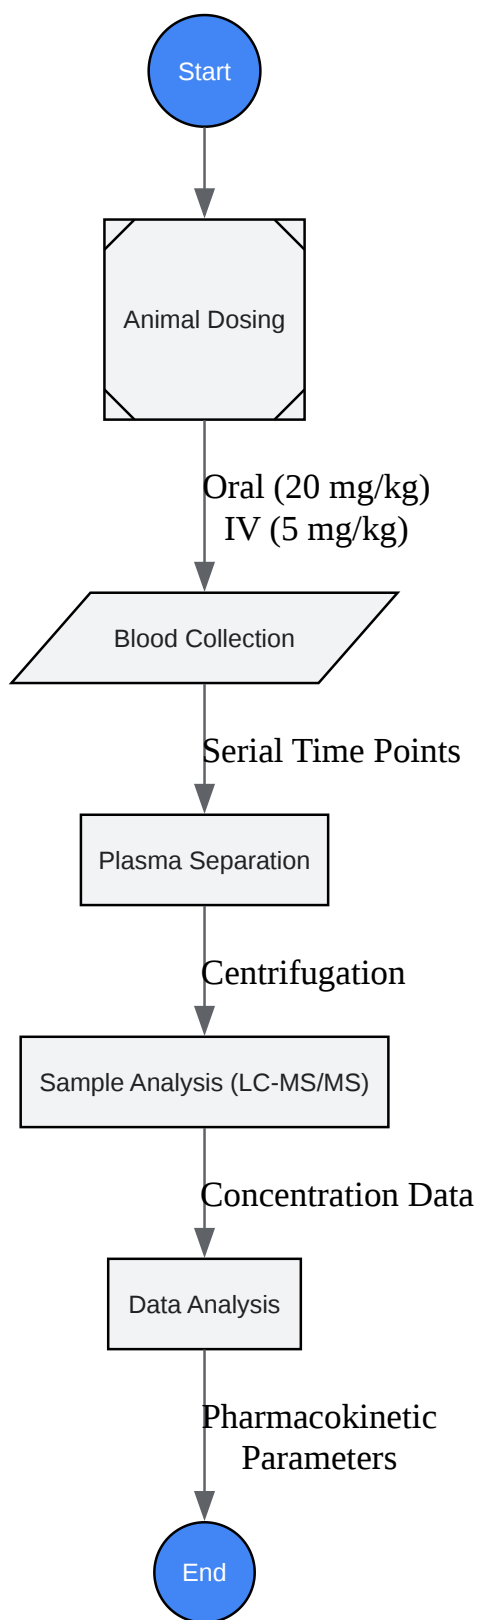 Start
Animal Dosing
Oral (20 mg/kg)
IV (5 mg/kg)
Blood Collection
Serial Time Points
Plasma Separation
Centrifugation
Sample Analysis (LC-MS/MS)
Concentration Data
Data Analysis
Pharmacokinetic
Parameters
End